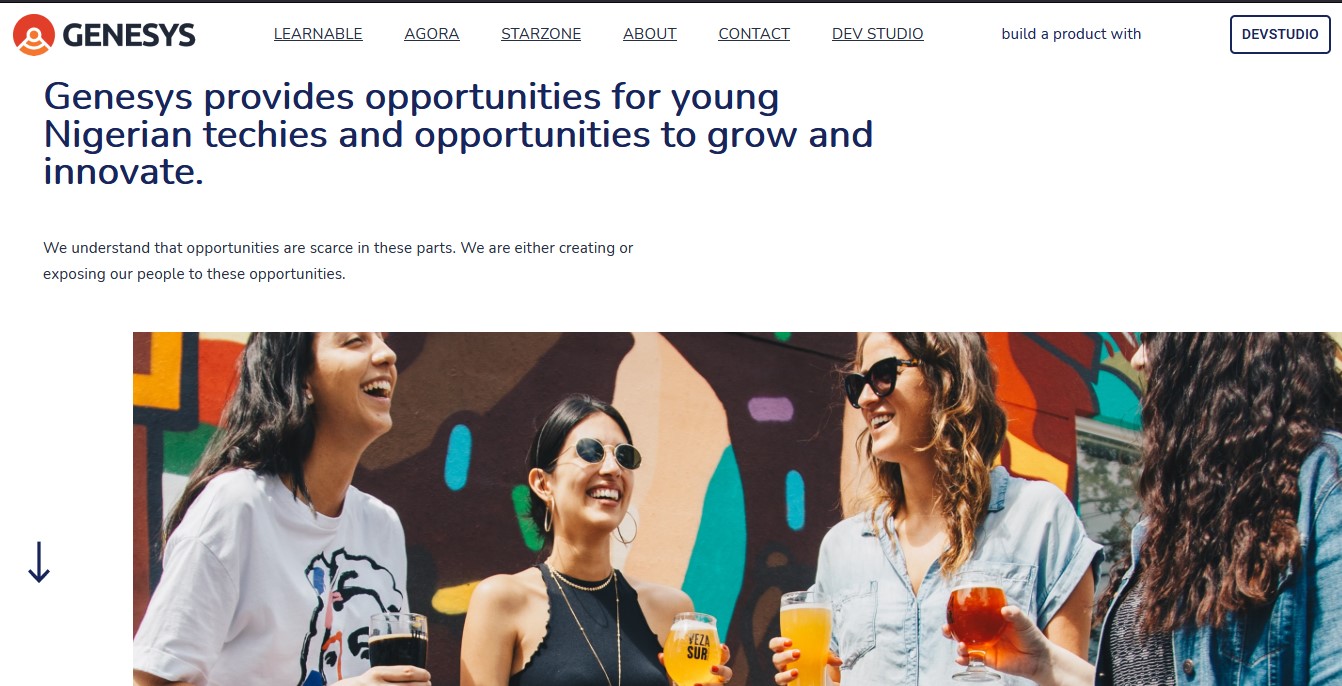 GENESYS
LEARNABLE
AGORA
STARZONE
ABOUT
CONTACT
DEV STUDIO
build a product with
DEVSTUDIO
Genesys provides opportunities for young
Nigerian techies and opportunities to grow and
innovate.
We understand that opportunities are scarce in these parts. We are either creating or
exposing our people to these opportunities.
VEZA
SUR